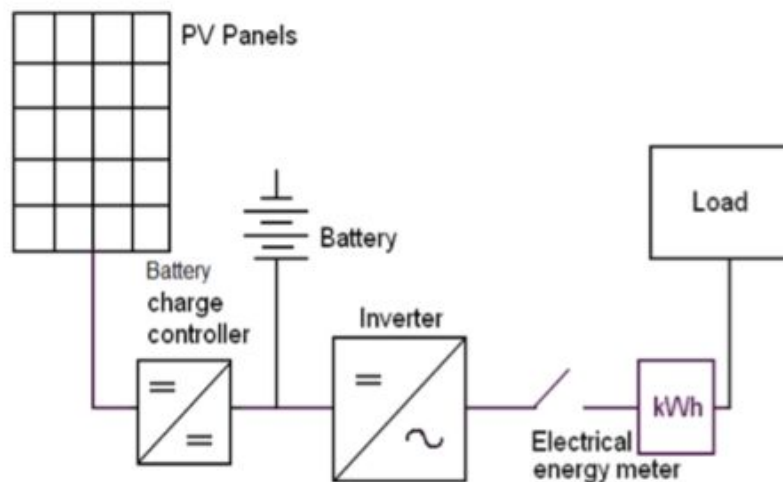 PV Panels
Battery
Load
Battery
charge
controller
Inverter
kWh
Electrical
energy meter